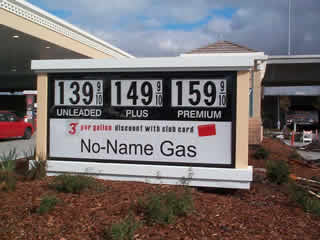 139 9/10 149 9/10 159 9/10
UNLEADED PLUS PREMIUM
3¢ per gallon discount with club card
No-Name Gas